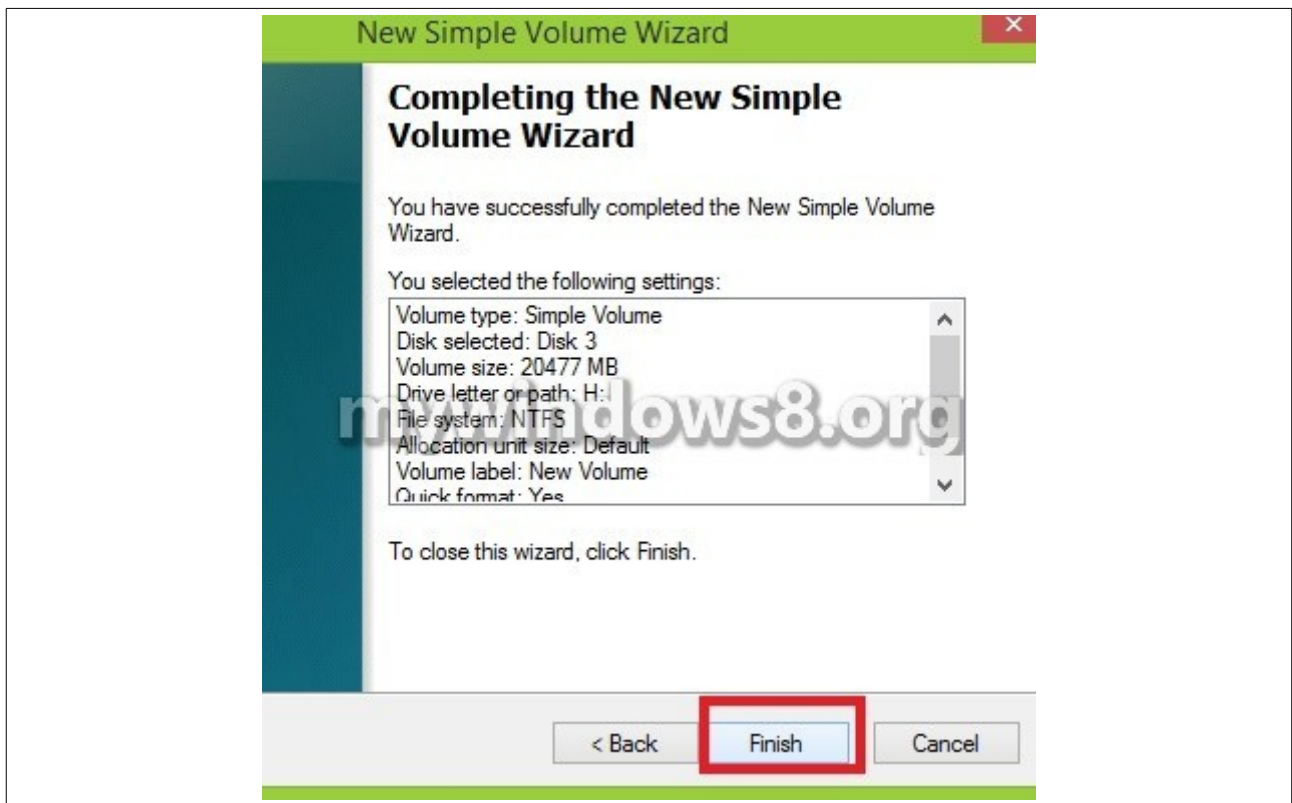 New Simple Volume Wizard
Completing the New Simple
Volume Wizard
You have successfully completed the New Simple Volume
Wizard.
You selected the following settings:
Volume type: Simple Volume
Disk selected: Disk 3
Volume size: 20477 MB
Drive letter or path: H:
File system: NTFS
mywindows8.org
Allocation unit size: Default
Volume label: New Volume
Quick format: Yes
To close this wizard, click Finish.
< Back Finish Cancel